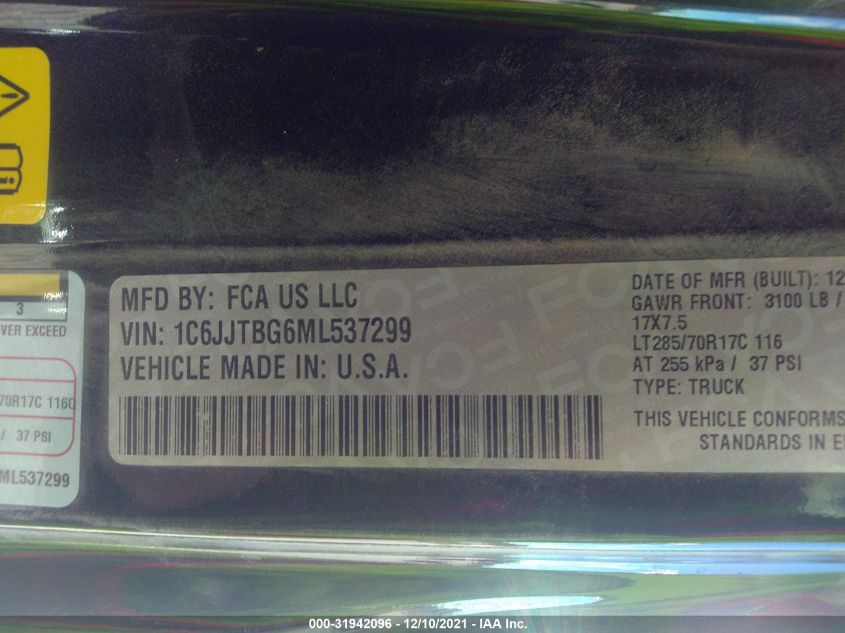 3
VER EXCEED
70R17C 116Q
/ 37 PSI
ML537299
MFD BY: FCA US LLC
VIN: 1C6JJTBG6ML537299
VEHICLE MADE IN: U.S.A.
DATE OF MFR (BUILT): 12
GAWR FRONT: 3100 LB /
17X7.5
LT285/70R17C 116
AT 255 kPa / 37 PSI
TYPE: TRUCK
THIS VEHICLE CONFORMS
STANDARDS IN E
000-31942096 - 12/10/2021 - IAA Inc.